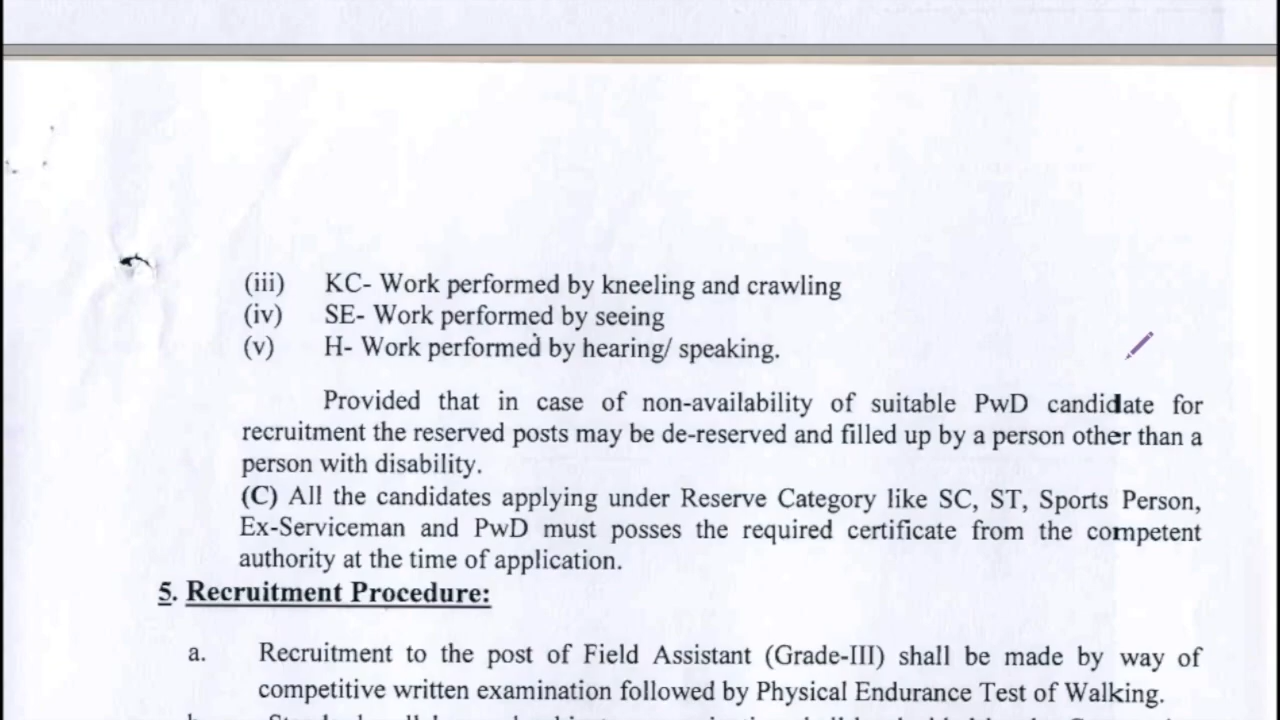 (iii) KC- Work performed by kneeling and crawling
(iv) SE- Work performed by seeing
(v) H- Work performed by hearing/ speaking.
Provided that in case of non-availability of suitable PwD candidate for
recruitment the reserved posts may be de-reserved and filled up by a person other than a
person with disability.
(C) All the candidates applying under Reserve Category like SC, ST, Sports Person,
Ex-Serviceman and PwD must posses the required certificate from the competent
authority at the time of application.
5. Recruitment Procedure:
a. Recruitment to the post of Field Assistant (Grade-III) shall be made by way of
competitive written examination followed by Physical Endurance Test of Walking.